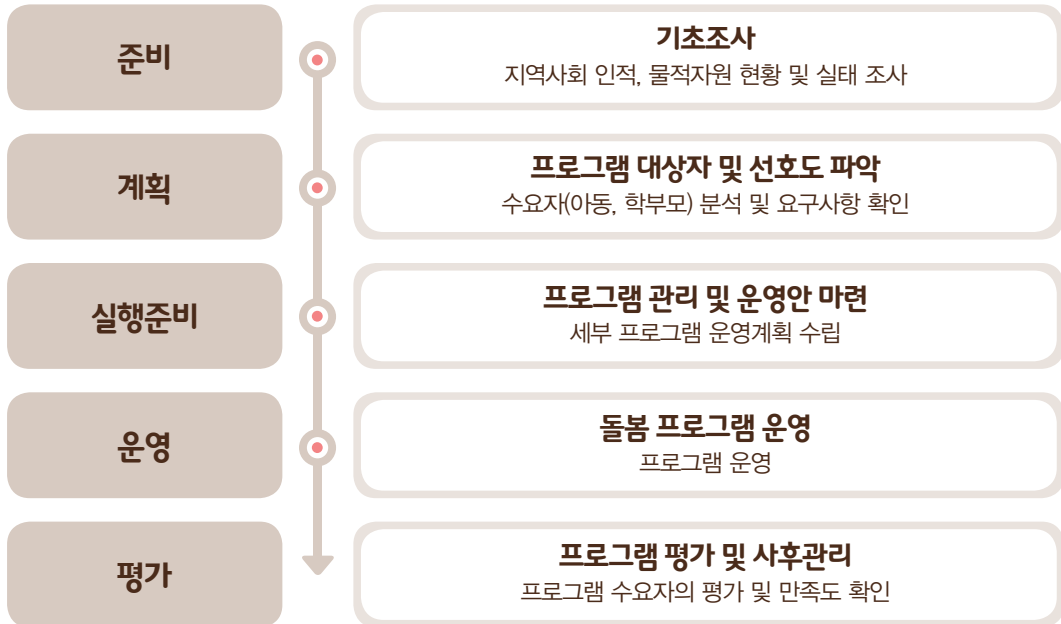 준비
기초조사
지역사회 인적, 물적자원 현황 및 실태 조사
계획
프로그램 대상자 및 선호도 파악
수요자(아동, 학부모) 분석 및 요구사항 확인
실행준비
프로그램 관리 및 운영안 마련
세부 프로그램 운영계획 수립
운영
돌봄 프로그램 운영
프로그램 운영
평가
프로그램 평가 및 사후관리
프로그램 수요자의 평가 및 만족도 확인